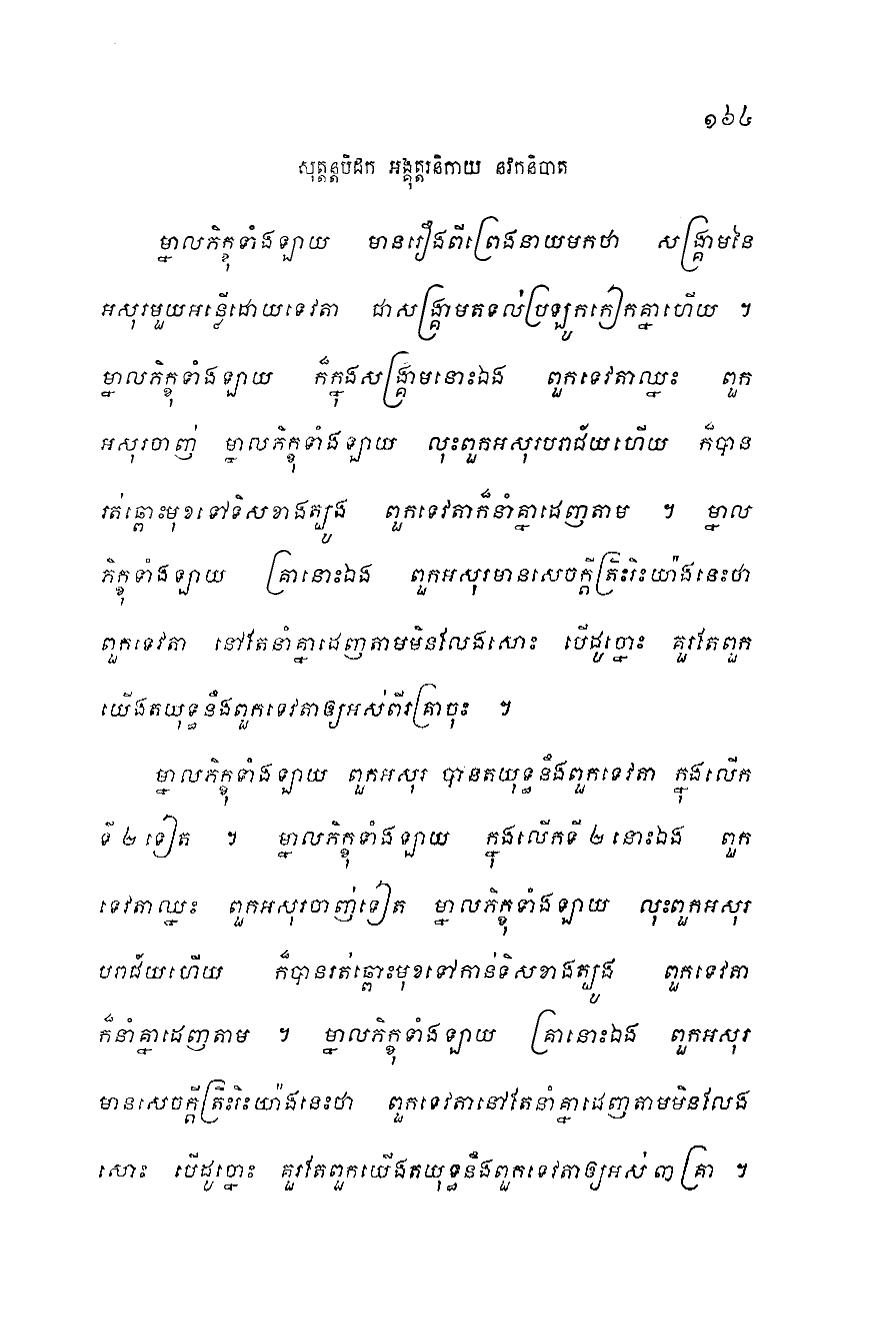 ១៦៤
សុត្តន្តបិដក អង្គុត្តរនិកាយ នវកនិបាត
ម្នាលភិក្ខុទាំងឡាយ មានរឿងពីព្រេងនាយមកថា សង្គ្រាមនៃ
អសុរមួយអន្លើដោយទេវតា ជាសង្គ្រាមតទល់ប្រឡូកកៀកគ្នាហើយ ។
ម្នាលភិក្ខុទាំងឡាយ ក៏ក្នុងសង្គ្រាមនោះឯង ពួកទេវតាឈ្នះ ពួក
អសុរចាញ់ ម្នាលភិក្ខុទាំងឡាយ លុះពួកអសុរបរាជ័យហើយ ក៏បាន
រត់ឆ្ពោះមុខទៅទិសខាងត្បូង ពួកទេវតាក៏នាំគ្នាដេញតាម ។ ម្នាល
ភិក្ខុទាំងឡាយ គ្រានោះឯង ពួកអសុរមានសេចក្តីត្រិះរិះយ៉ាងនេះថា
ពួកទេវតា នៅតែនាំគ្នាដេញតាមមិនលែងសោះ បើដូច្នោះ គួរតែពួក
យើងតយុទ្ធនឹងពួកទេវតាឲ្យអស់ពីរគ្រាចុះ ។
ម្នាលភិក្ខុទាំងឡាយ ពួកអសុរ បានតយុទ្ធនឹងពួកទេវតា ក្នុងលើក
ទី ២ ទៀត ។ ម្នាលភិក្ខុទាំងឡាយ ក្នុងលើកទី ២ នោះឯង ពួក
ទេវតាឈ្នះ ពួកអសុរចាញ់ទៀត ម្នាលភិក្ខុទាំងឡាយ លុះពួកអសុរ
បរាជ័យហើយ ក៏បានរត់ឆ្ពោះមុខទៅកាន់ទិសខាងត្បូង ពួកទេវតា
ក៏នាំគ្នាដេញតាម ។ ម្នាលភិក្ខុទាំងឡាយ គ្រានោះឯង ពួកអសុរ
មានសេចក្តីត្រិះរិះយ៉ាងនេះថា ពួកទេវតានៅតែនាំគ្នាដេញតាមមិនលែង
សោះ បើដូច្នោះ គួរតែពួកយើងតយុទ្ធនឹងពួកទេវតាឲ្យអស់ ៣ គ្រា ។